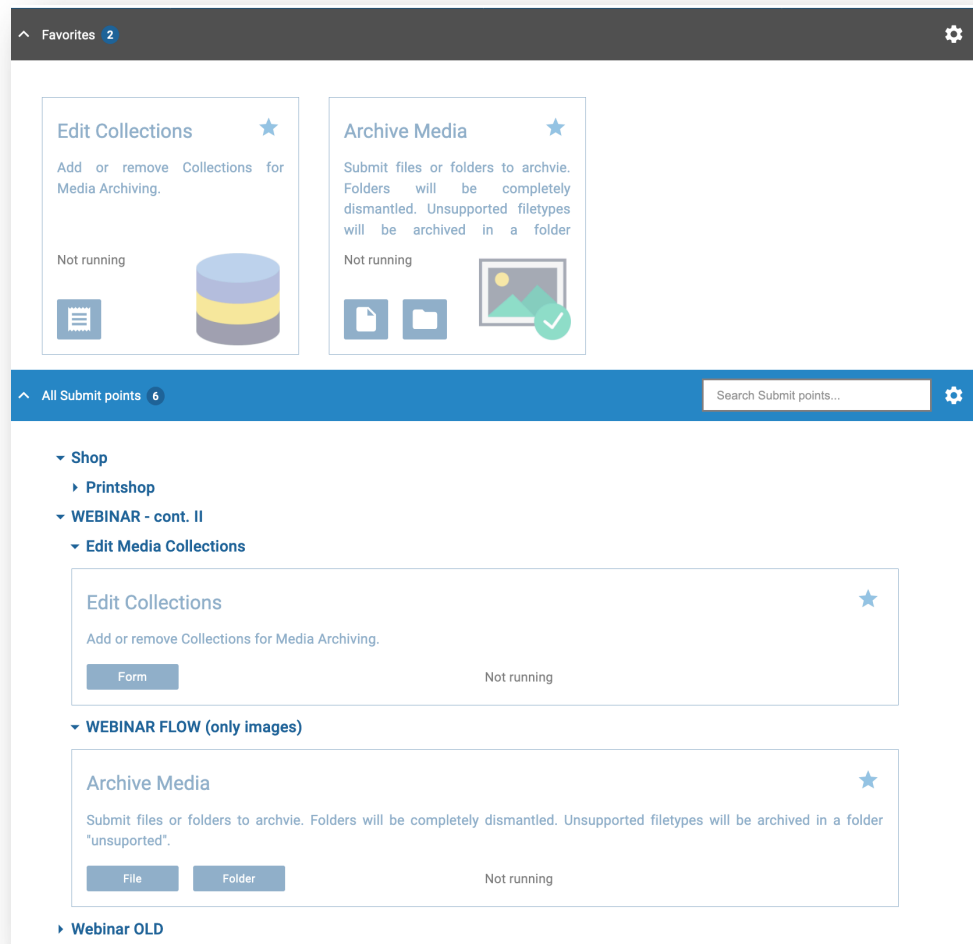 Favorites 2
Edit Collections
Add or remove Collections for
Media Archiving.
Not running
Archive Media
Submit files or folders to archvie.
Folders will be completely
dismantled. Unsupported filetypes
will be archived in a folder
Not running
All Submit points 6
Search Submit points...
Shop
Printshop
WEBINAR - cont. II
Edit Media Collections
Edit Collections
Add or remove Collections for Media Archiving.
Form
Not running
WEBINAR FLOW (only images)
Archive Media
Submit files or folders to archvie. Folders will be completely dismantled. Unsupported filetypes will be archived in a folder
"unsuported".
File
Folder
Not running
Webinar OLD